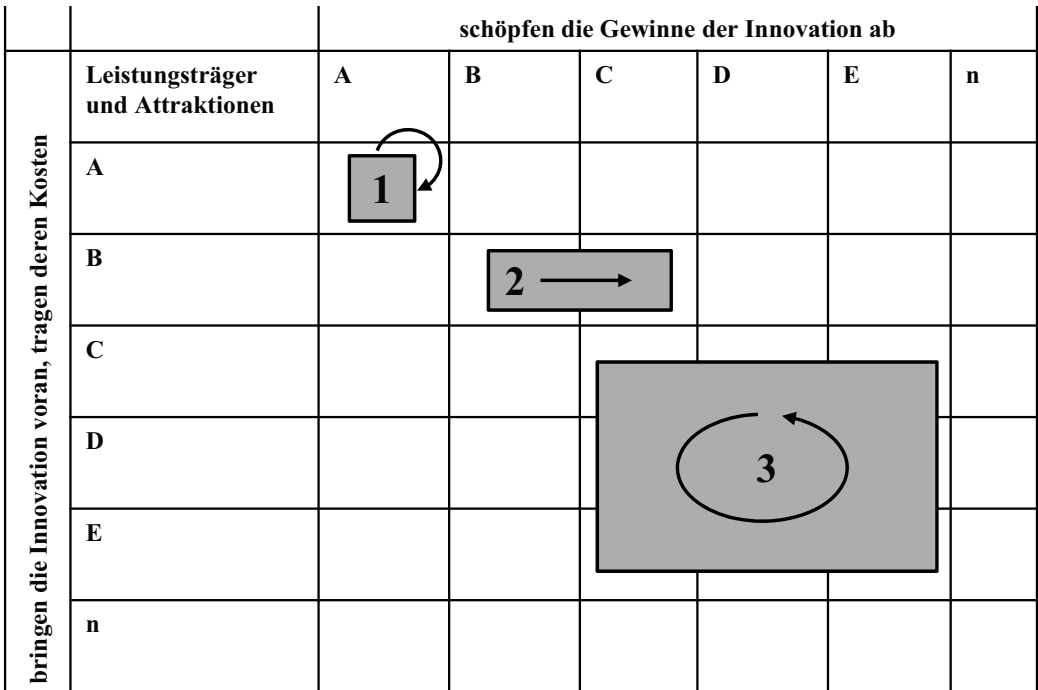 schöpfen die Gewinne der Innovation ab
bringen die Innovation voran, tragen deren Kosten
Leistungsträger
und Attraktionen
A
B
C
D
E
n
A
1
B
2
C
D
3
E
n